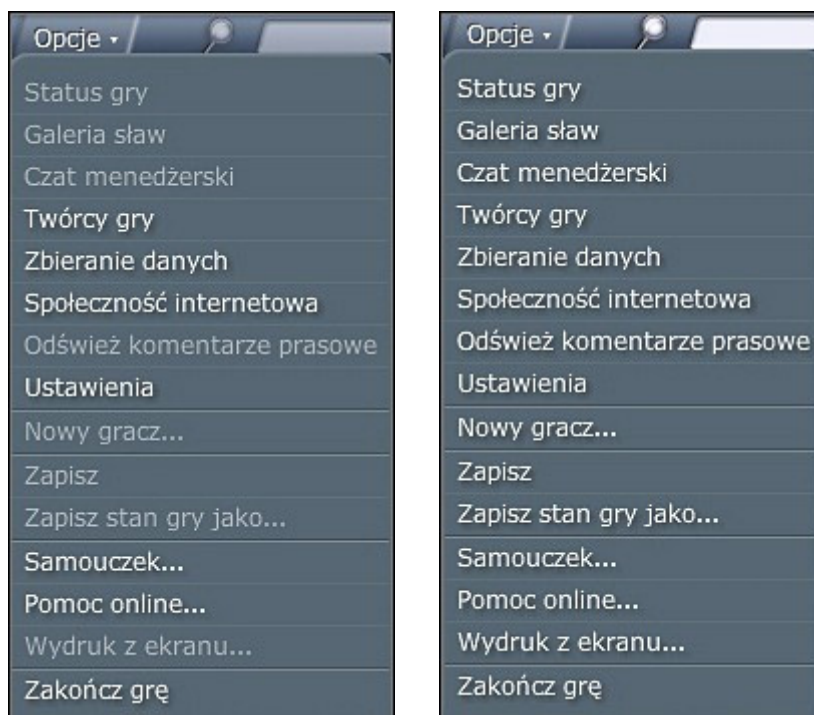 Opcje
Status gry
Galeria sław
Czat menedżerski
Twórcy gry
Zbieranie danych
Społeczność internetowa
Odśwież komentarze prasowe
Ustawienia
Nowy gracz...
Zapisz
Zapisz stan gry jako...
Samouczek...
Pomoc online...
Wydruk z ekranu...
Zakończ grę
Opcje
Status gry
Galeria sław
Czat menedżerski
Twórcy gry
Zbieranie danych
Społeczność internetowa
Odśwież komentarze prasowe
Ustawienia
Nowy gracz...
Zapisz
Zapisz stan gry jako...
Samouczek...
Pomoc online...
Wydruk z ekranu...
Zakończ grę